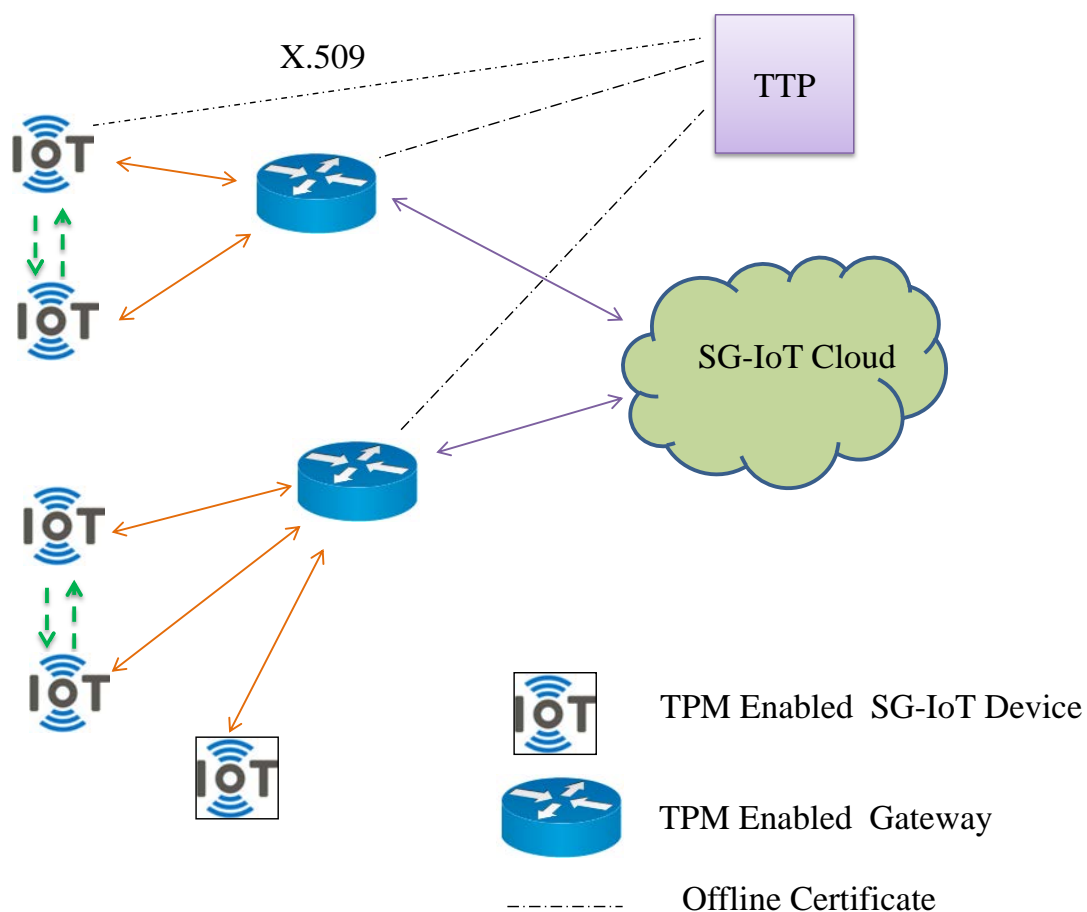 X.509
TTP
IOT
IOT
SG-IoT Cloud
IOT
IOT
IOT
IOT
TPM Enabled SG-IoT Device
TPM Enabled Gateway
Offline Certificate